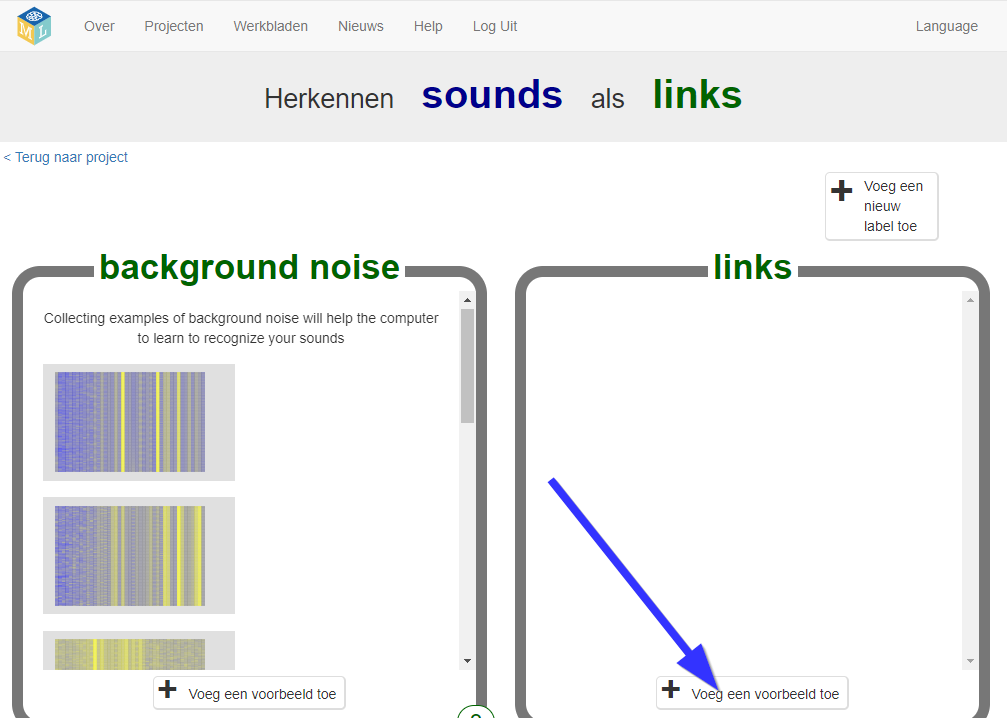 M L
Over Projecten Werkbladen Nieuws Help Log Uit Language
Herkennen sounds als links
< Terug naar project
Voeg een
nieuw
label toe
background noise
Collecting examples of background noise will help the computer
to learn to recognize your sounds
Voeg een voorbeeld toe
links
Voeg een voorbeeld toe